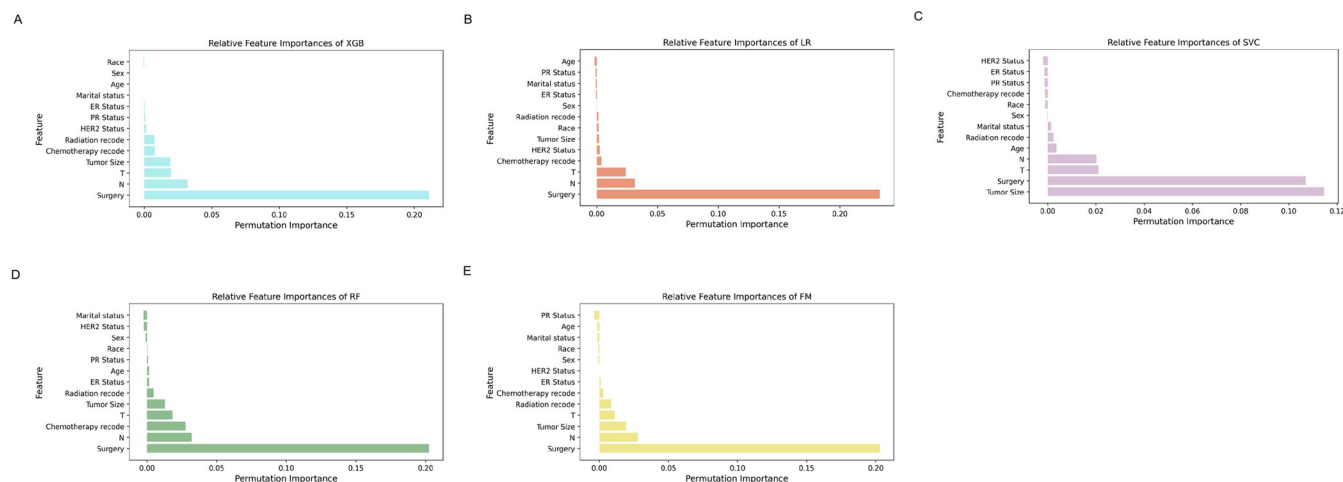 A
Relative Feature Importances of XGB
Feature
Race
Sex
Age
Marital status
ER Status
PR Status
HER2 Status
Radiation recode
Chemotherapy recode
Tumor Size
T
N
Surgery
0.00 0.05 0.10 0.15 0.20
Permutation Importance
B
Relative Feature Importances of LR
Feature
Age
PR Status
Marital status
ER Status
Sex
Radiation recode
Race
Tumor Size
HER2 Status
Chemotherapy recode
T
N
Surgery
0.00 0.05 0.10 0.15 0.20
Permutation Importance
C
Relative Feature Importances of SVC
Feature
HER2 Status
ER Status
PR Status
Chemotherapy recode
Race
Sex
Marital status
Radiation recode
Age
N
T
Surgery
Tumor Size
0.00 0.02 0.04 0.06 0.08 0.10 0.12
Permutation Importance
D
Relative Feature Importances of RF
Feature
Marital status
HER2 Status
Sex
Race
PR Status
Age
ER Status
Radiation recode
Tumor Size
T
Chemotherapy recode
N
Surgery
0.00 0.05 0.10 0.15 0.20
Permutation Importance
E
Relative Feature Importances of FM
Feature
PR Status
Age
Marital status
Race
Sex
HER2 Status
ER Status
Chemotherapy recode
Radiation recode
T
Tumor Size
N
Surgery
0.00 0.05 0.10 0.15 0.20
Permutation Importance